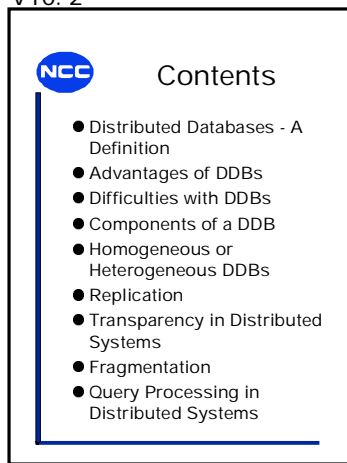 V10. 2
NCC
Contents
● Distributed Databases - A
Definition
● Advantages of DDBs
● Difficulties with DDBs
● Components of a DDB
● Homogeneous or
Heterogeneous DDBs
● Replication
● Transparency in Distributed
Systems
● Fragmentation
● Query Processing in
Distributed Systems